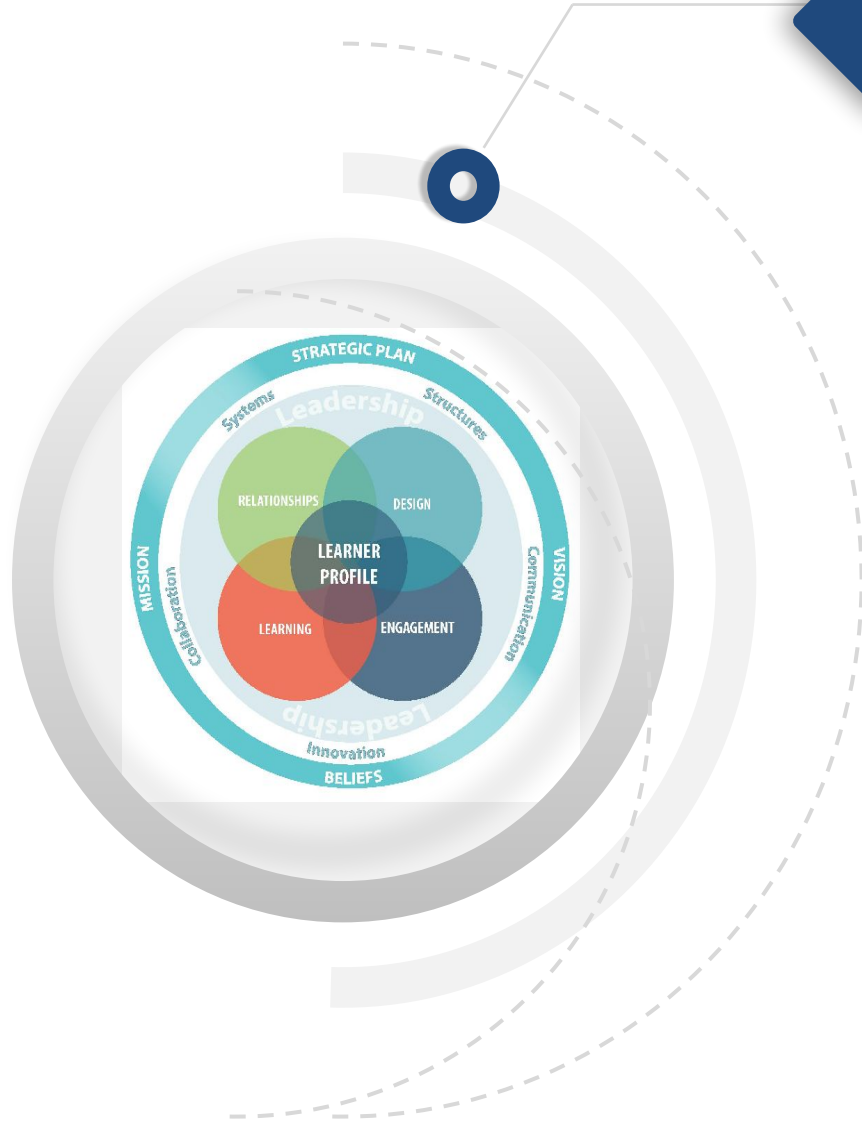 STRATEGIC PLAN
Systems
Structures
Leadership
RELATIONSHIPS
DESIGN
LEARNER
PROFILE
MISSION
VISION
Collaboration
Communication
LEARNING
ENGAGEMENT
Leadership
Innovation
BELIEFS